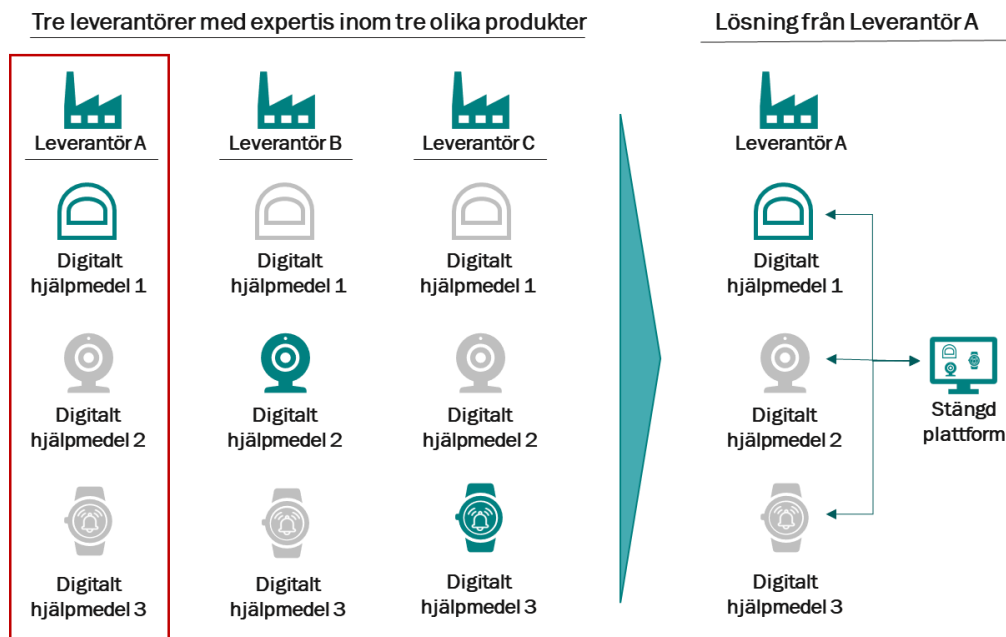 Tre leverantörer med expertis inom tre olika produkter
Lösning från Leverantör A
Leverantör A
Leverantör B
Leverantör C
Leverantör A
Digitalt
hjälpmedel 1
Digitalt
hjälpmedel 1
Digitalt
hjälpmedel 1
Digitalt
hjälpmedel 1
Digitalt
hjälpmedel 2
Digitalt
hjälpmedel 2
Digitalt
hjälpmedel 2
Digitalt
hjälpmedel 2
Stängd
plattform
Digitalt
hjälpmedel 3
Digitalt
hjälpmedel 3
Digitalt
hjälpmedel 3
Digitalt
hjälpmedel 3